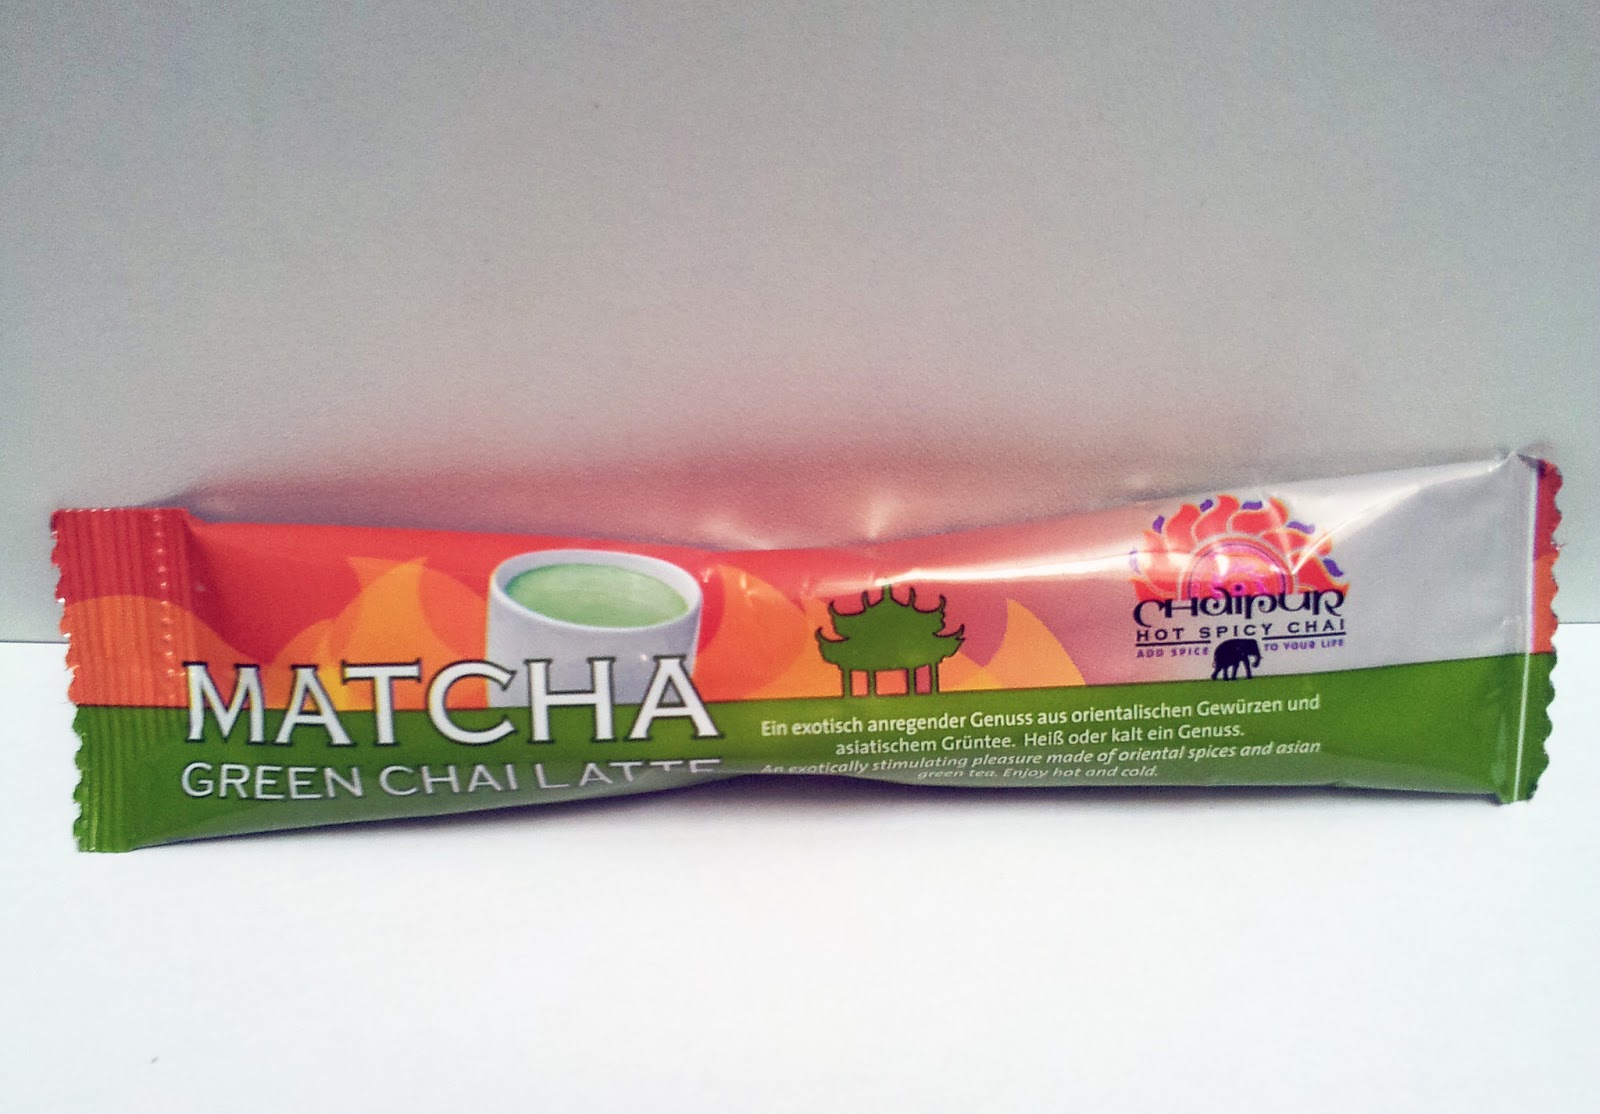 MATCHA
GREEN CHAI LATTE
Ein exotisch anregender Genuss aus orientalischen Gewürzen und
asiatischem Grüntee. Heiß oder kalt ein Genuss.
An exotically stimulating pleasure made of oriental spices and asian
green tea. Enjoy hot and cold.
CHAIPUR
HOT SPICY CHAI
ADD SPICE TO YOUR LIFE